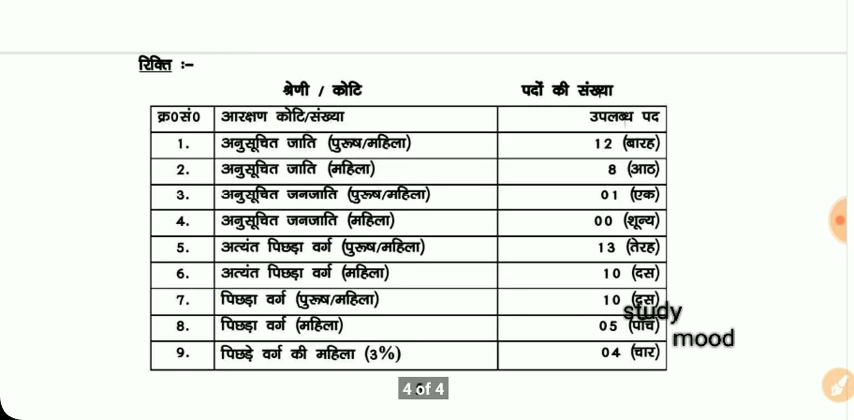 रिक्ति :–
श्रेणी / कोटि पदों की संख्या
क्र0सं0 आरक्षण कोटि/संख्या उपलब्ध पद
1. अनुसूचित जाति (पुरूष/महिला) 12 (बारह)
2. अनुसूचित जाति (महिला) 8 (आठ)
3. अनुसूचित जनजाति (पुरूष/महिला) 01 (एक)
4. अनुसूचित जनजाति (महिला) 00 (शून्य)
5. अत्यंत पिछड़ा वर्ग (पुरूष/महिला) 13 (तेरह)
6. अत्यंत पिछड़ा वर्ग (महिला) 10 (दस)
7. पिछड़ा वर्ग (पुरूष/महिला) 10 (दस)
8. पिछड़ा वर्ग (महिला) 05 (पाँच)
9. पिछड़े वर्ग की महिला (3%) 04 (चार)
study
mood
4 of 4